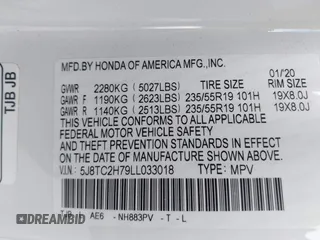 MFD.BY HONDA OF AMERICA MFG.,INC.
01/20
GVWR 2280KG (5027LBS) TIRE SIZE RIM SIZE
GAWR F 1190KG (2623LBS) 235/55R19 101H 19X8.0J
GAWR R 1140KG (2513LBS) 235/55R19 101H 19X8.0J
THIS VEHICLE CONFORMS TO ALL APPLICABLE FEDERAL
MOTOR VEHICLE SAFETY, BUMPER, AND THEFT PREVENTION
STANDARDS IN EFFECT ON THE DATE OF MANUFACTURE
SHOWN ABOVE.
V.I.N: 5J8TC2H79LL033018 TYPE: MPV
TJB AE6 -NH883PV -T -L
TJB JB
DREAMBID